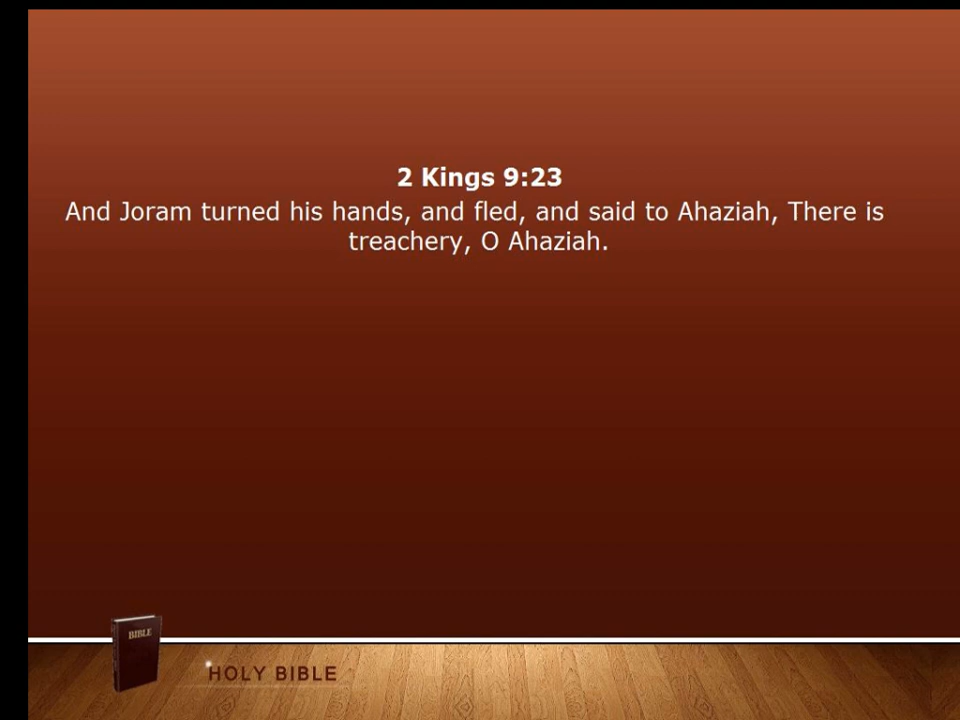 2 Kings 9:23
And Joram turned his hands, and fled, and said to Ahaziah, There is
treachery, O Ahaziah.
BIBLE
HOLY BIBLE